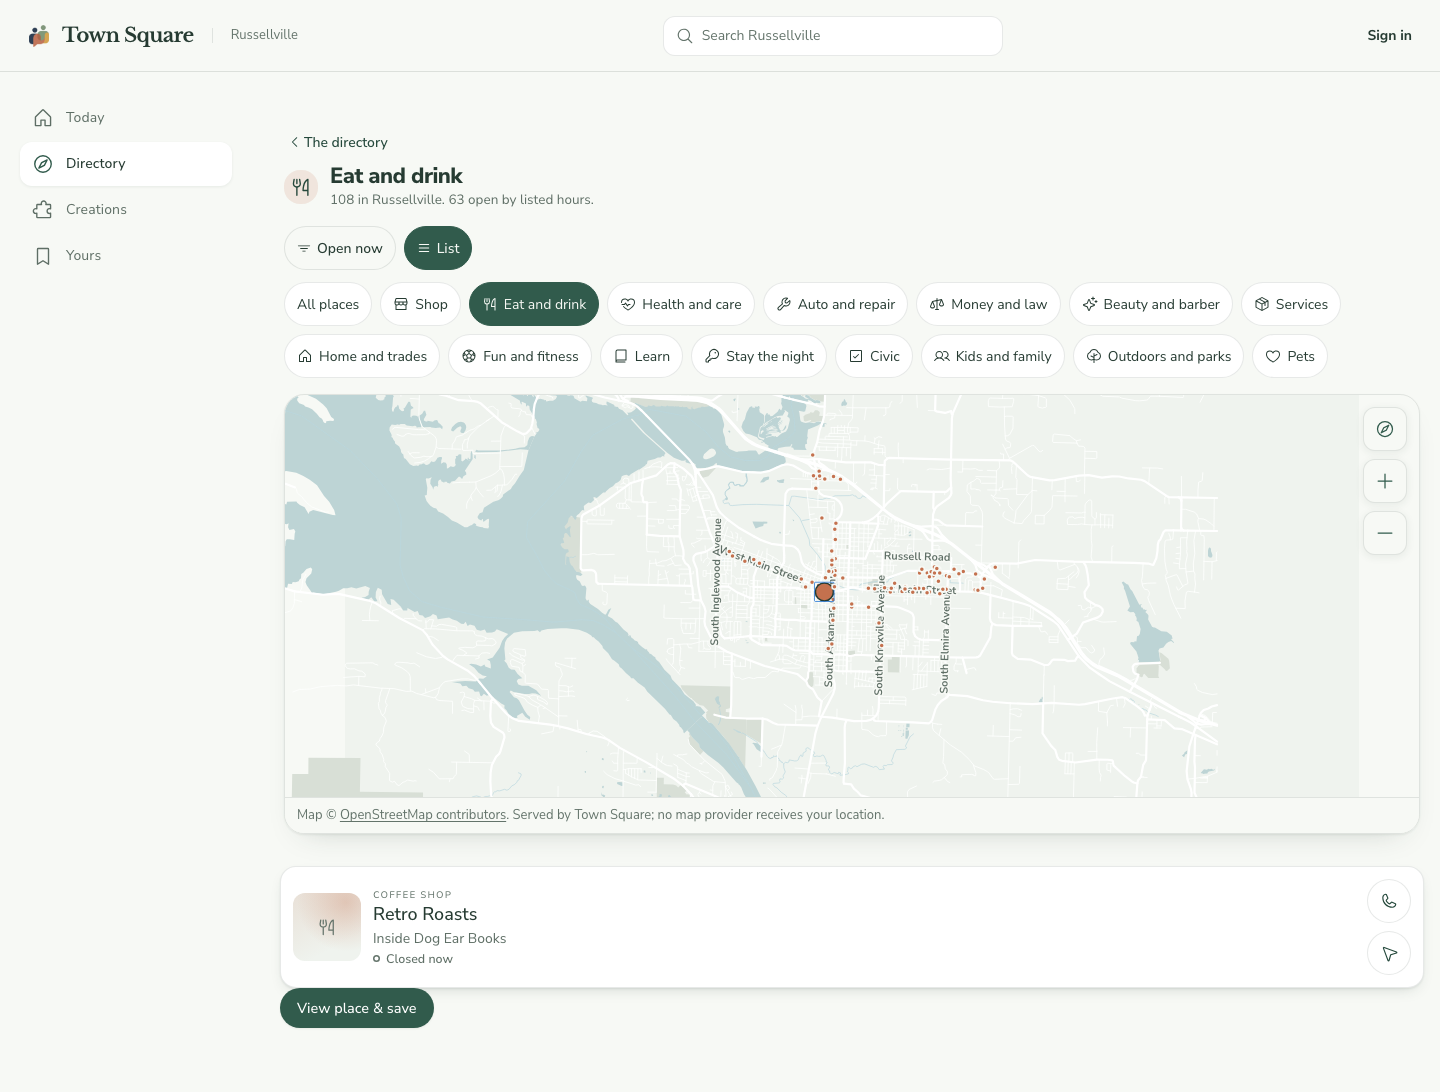 Town Square
Russellville
Search Russellville
Sign in
Today
Directory
Creations
Yours
The directory
Eat and drink
108 in Russellville. 63 open by listed hours.
Open now
List
All places
Shop
Eat and drink
Health and care
Auto and repair
Money and law
Beauty and barber
Services
Home and trades
Fun and fitness
Learn
Stay the night
Civic
Kids and family
Outdoors and parks
Pets
South Inglewood Avenue
Russell Road
South Knoxville Avenue
South Elmira Avenue
Map © OpenStreetMap contributors. Served by Town Square; no map provider receives your location.
COFFEE SHOP
Retro Roasts
Inside Dog Ear Books
Closed now
View place & save